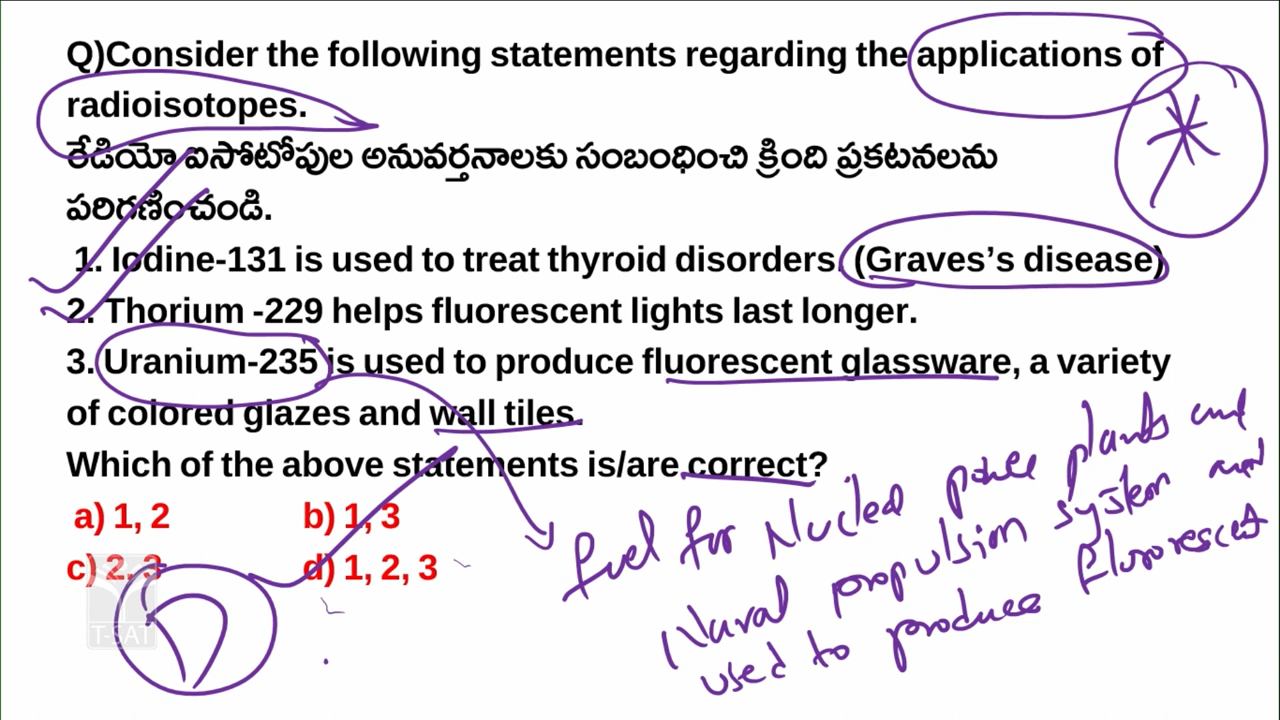 Q)Consider the following statements regarding the applications of
radioisotopes.
రేడియో ఐసోటోపుల అనువర్తనాలకు సంబంధించి క్రింది ప్రకటనలను
పరిగణించండి.
1. Iodine-131 is used to treat thyroid disorders. (Graves’s disease)
2. Thorium -229 helps fluorescent lights last longer.
3. Uranium-235 is used to produce fluorescent glassware, a variety
of colored glazes and wall tiles.
Which of the above statements is/are correct?
a) 1, 2 b) 1, 3
c) 2, 3 d) 1, 2, 3
fuel for Nuclear plants and
Naval propulsion system and
used to produce
T-SAT